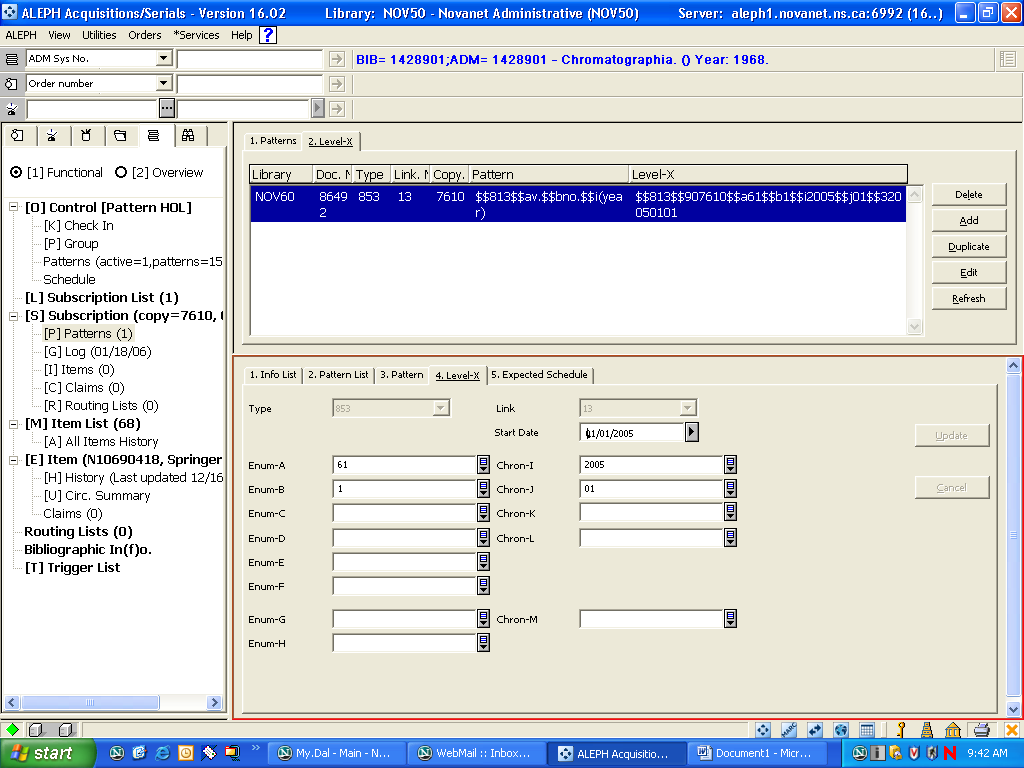 ALEPH Acquisitions/Serials - Version 16.02 Library: NOV50 - Novanet Administrative (NOV50) Server: aleph1.novanet.ns.ca:6992 (16..)
ALEPH View Utilities Orders *Services Help ?
ADM Sys No. BIB= 1428901;ADM= 1428901 - Chromatographia. () Year: 1968.
Order number
[1] Functional [2] Overview
[O] Control [Pattern HOL]
[K] Check In
[P] Group
Patterns (active=1,patterns=15
Schedule
[L] Subscription List (1)
[S] Subscription (copy=7610, 
[P] Patterns (1)
[G] Log (01/18/06)
[I] Items (0)
[C] Claims (0)
[R] Routing Lists (0)
[M] Item List (68)
[A] All Items History
[E] Item (N10690418, Springer
[H] History (Last updated 12/16
[U] Circ. Summary
Claims (0)
Routing Lists (0)
Bibliographic In(f)o.
[T] Trigger List
1. Patterns 2. Level-X
Library Doc. N Type Link. N Copy. Pattern Level-X
NOV60 8649 853 13 7610 $$813$$av.$$bno.$$i(yea $$813$$907610$$a61$$b1$$i2005$$j01$$320
2 r) 050101
Delete
Add
Duplicate
Edit
Refresh
1. Info List 2. Pattern List 3. Pattern 4. Level-X 5. Expected Schedule
Type 853 Link 13
Start Date 01/01/2005
Update
Enum-A 61 Chron-I 2005
Enum-B 1 Chron-J 01
Cancel
Enum-C Chron-K
Enum-D Chron-L
Enum-E
Enum-F
Enum-G Chron-M
Enum-H
start My.Dal - Main - N... WebMail :: Inbox... ALEPH Acquisitio... Document1 - Micr... 9:42 AM